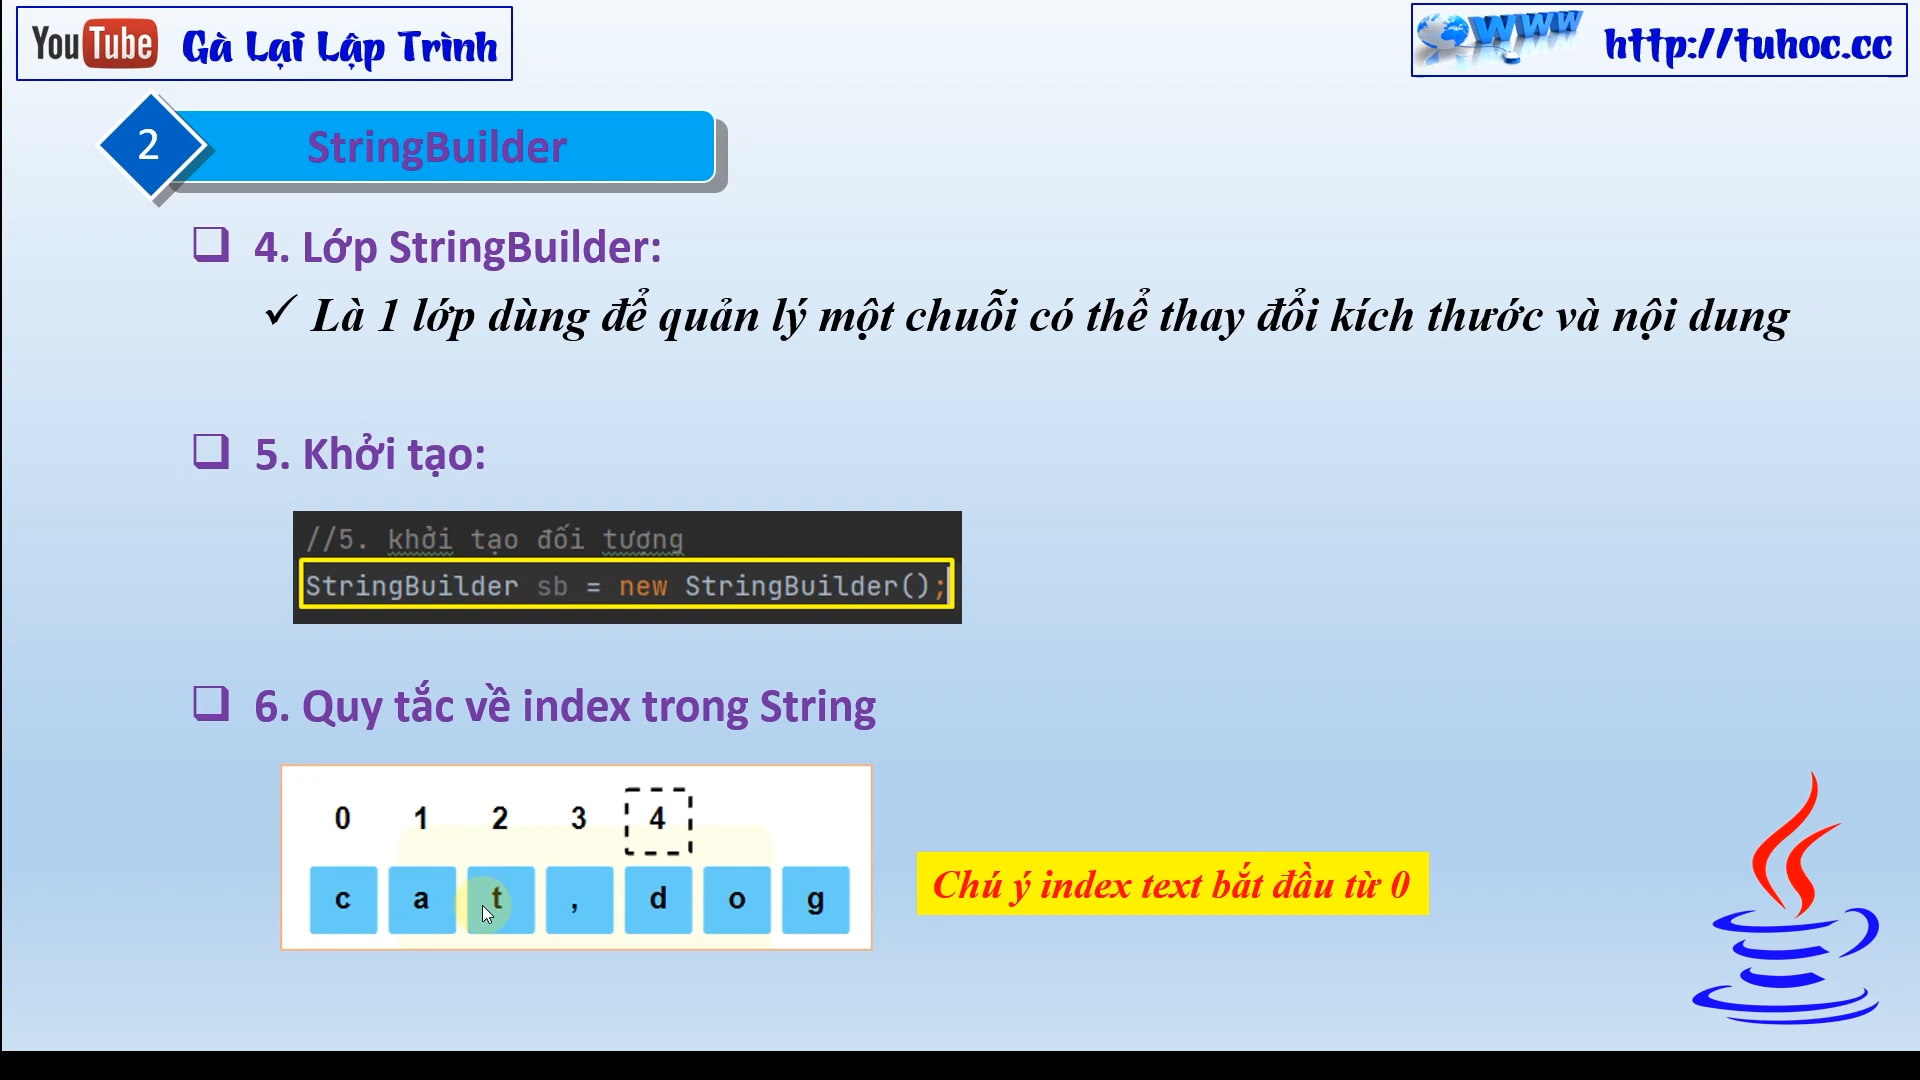 YouTube Gà Lại Lập Trình
WWW http://tuhoc.cc
2 StringBuilder
4. Lớp StringBuilder:
Là 1 lớp dùng để quản lý một chuỗi có thể thay đổi kích thước và nội dung
5. Khởi tạo:
//5. khởi tạo đối tượng
StringBuilder sb = new StringBuilder();
6. Quy tắc về index trong String
0 1 2 3 4
c a t , d o g
Chú ý index text bắt đầu từ 0